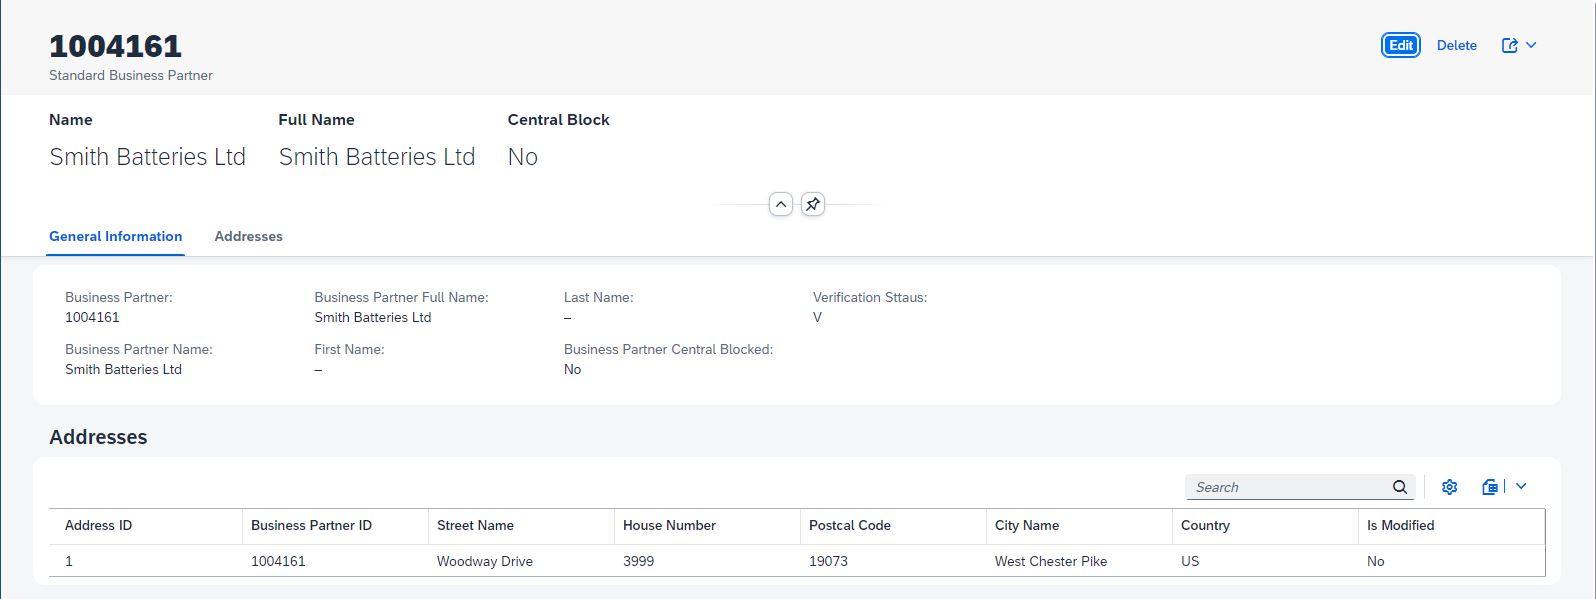 1004161
Edit Delete
Standard Business Partner
Name Full Name Central Block
Smith Batteries Ltd Smith Batteries Ltd No
General Information Addresses
Business Partner: Business Partner Full Name: Last Name: Verification Sttaus:
1004161 Smith Batteries Ltd – V
Business Partner Name: First Name: Business Partner Central Blocked:
Smith Batteries Ltd – No
Addresses
Search
Address ID Business Partner ID Street Name House Number Postcal Code City Name Country Is Modified
1 1004161 Woodway Drive 3999 19073 West Chester Pike US No